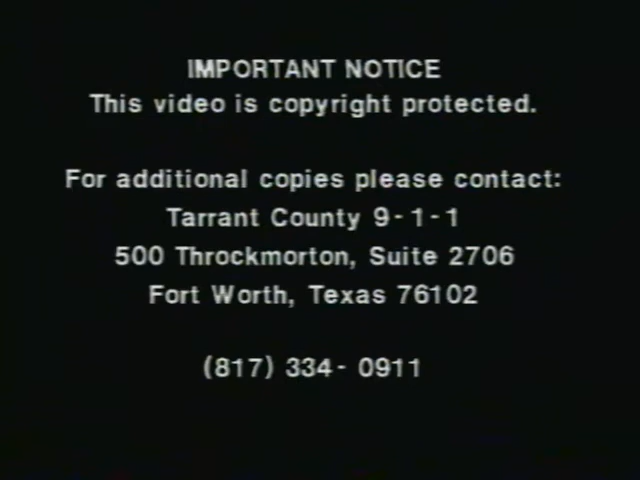 IMPORTANT NOTICE
This video is copyright protected.
For additional copies please contact:
Tarrant County 9-1-1
500 Throckmorton, Suite 2706
Fort Worth, Texas 76102
(817) 334-0911